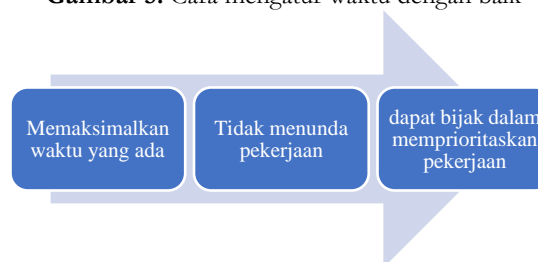 Gambar 3. Cara mengatur waktu dengan baik
Memaksimalkan
waktu yang ada
Tidak menunda
pekerjaan
dapat bijak dalam
memprioritaskan
pekerjaan